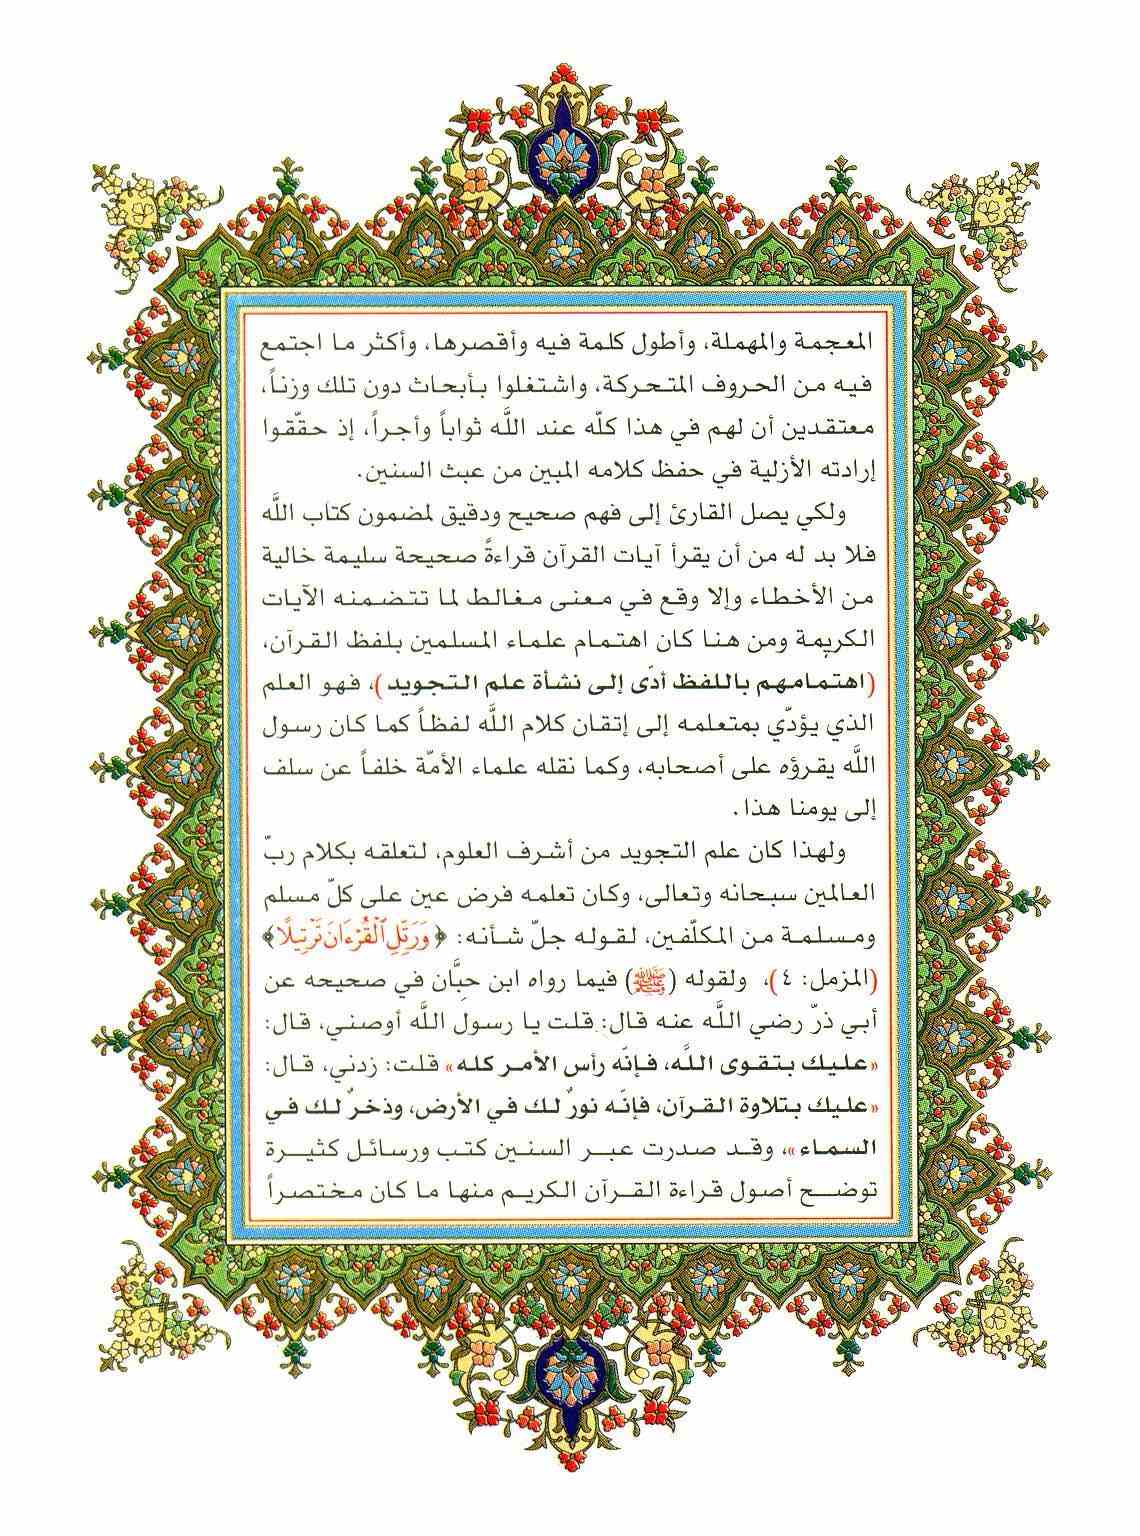 المعجمة والمهملة، وأطول كلمة فيه وأقصرها، وأكثر ما اجتمع
فيه من الحروف المتحركة، واشتغلوا بأبحاث دون تلك وزناً،
معتقدين أن لهم في هذا كلّه عند اللَّه ثواباً وأجراً، إذ حقّقوا
إرادته الأزلية في حفظ كلامه المبين من عبث السنين.
ولكي يصل القارئ إلى فهم صحيح ودقيق لمضمون كتاب اللَّه
فلا بد له من أن يقرأ آيات القرآن قراءةً صحيحة سليمة خالية
من الأخطاء وإلا وقع في معنى مغالط لما تتضمنه الآيات
الكريمة ومن هنا كان اهتمام علماء المسلمين بلفظ القرآن،
(اهتمامهم باللفظ أدّى إلى نشأة علم التجويد)، فهو العلم
الذي يؤدّي بمتعلمه إلى إتقان كلام اللَّه لفظاً كما كان رسول
اللَّه يقرؤه على أصحابه، وكما نقله علماء الأمّة خلفاً عن سلف
إلى يومنا هذا.
ولهذا كان علم التجويد من أشرف العلوم، لتعلقه بكلام ربّ
العالمين سبحانه وتعالى، وكان تعلمه فرض عين على كلّ مسلم
ومسلمة من المكلّفين، لقوله جلّ شأنه: ﴿وَرَتِّلِ ٱلْقُرْءَانَ تَرْتِيلًا﴾
(المزمل: ٤)، ولقوله (ﷺ) فيما رواه ابن حبَّان في صحيحه عن
أبي ذرّ رضي اللَّه عنه قال: قلت يا رسول اللَّه أوصني، قال:
«عليك بتقوى اللَّه، فإنّه رأس الأمر كله» قلت: زدني، قال:
«عليك بتلاوة القرآن، فإنّه نورٌ لك في الأرض، وذخرٌ لك في
السماء»، وقد صدرت عبر السنين كتب ورسائل كثيرة
توضح أصول قراءة القرآن الكريم منها ما كان مختصراً